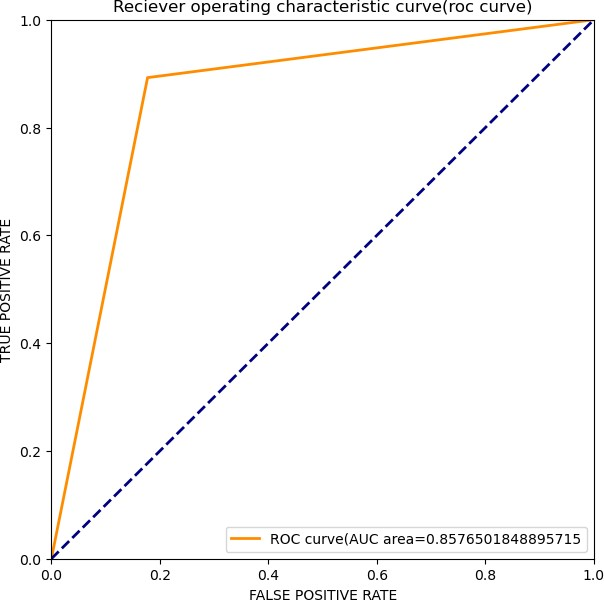 Reciever operating characteristic curve(roc curve)
1.0
0.8
0.6
0.4
0.2
0.0
TRUE POSITIVE RATE
ROC curve(AUC area=0.8576501848895715
0.0 0.2 0.4 0.6 0.8 1.0
FALSE POSITIVE RATE